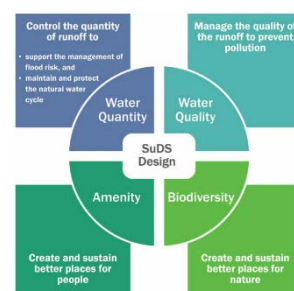 Control the quantity
of runoff to
• support the management of
flood risk, and
• maintain and protect
the natural water
cycle
Manage the quality of
the runoff to prevent
pollution
Water
Quantity
Water
Quality
SuDS
Design
Amenity
Biodiversity
Create and sustain
better places for
people
Create and sustain
better places for
nature